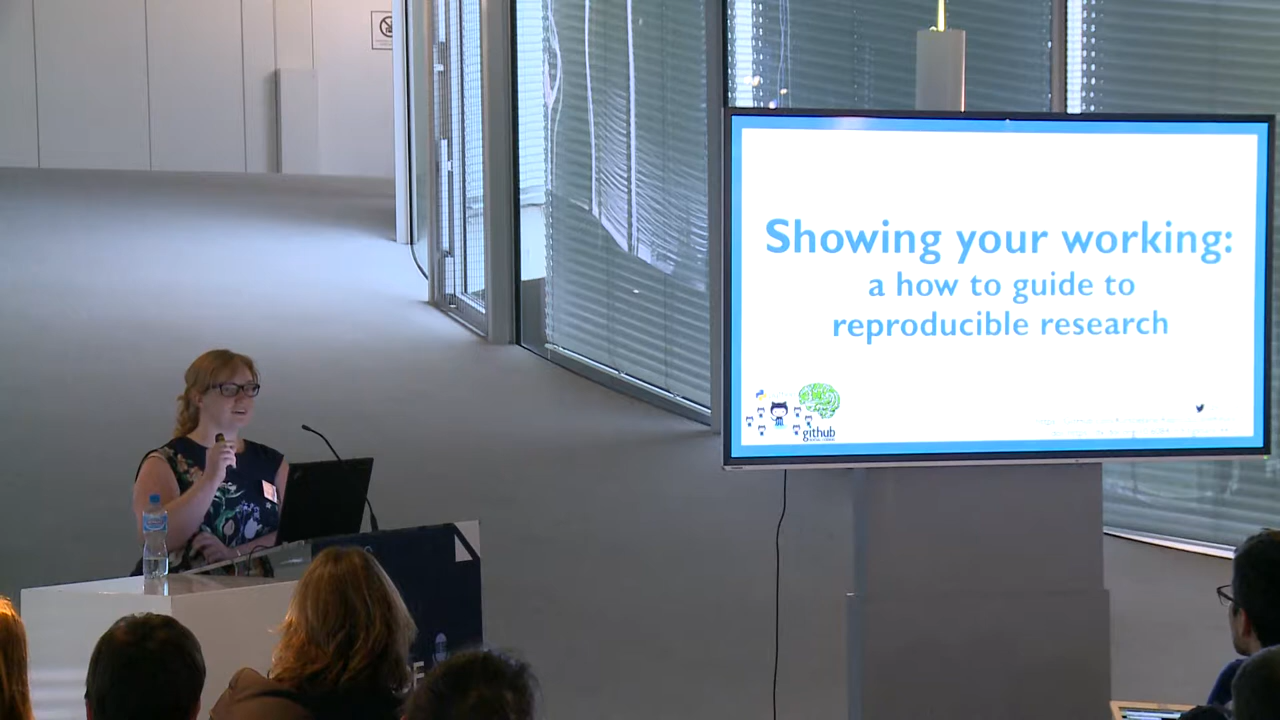 Showing your working:
a how to guide to
reproducible research
github